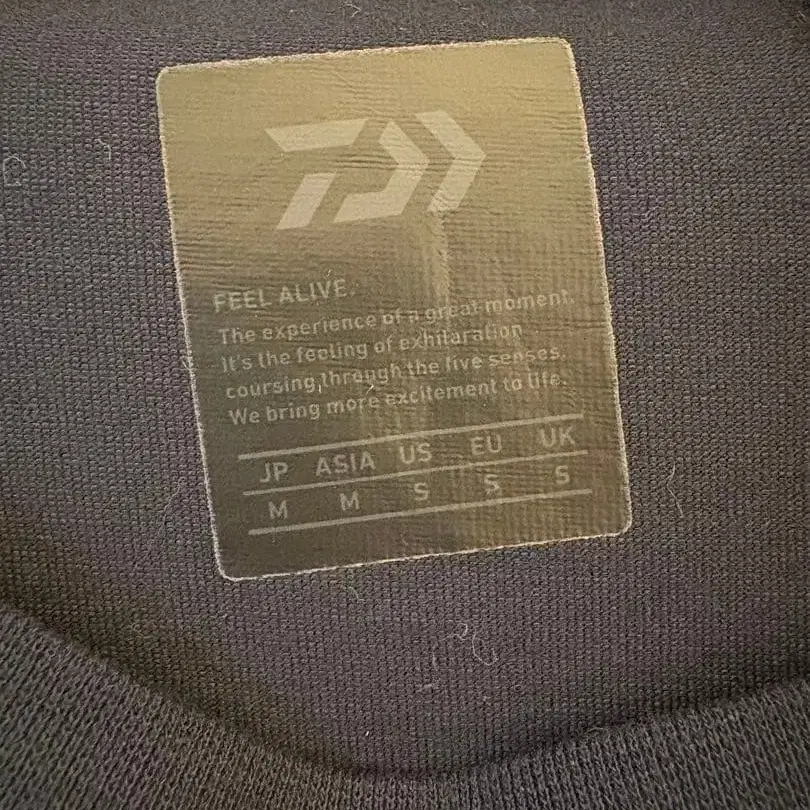 FEEL ALIVE.
The experience of a great moment.
It's the feeling of exhilaration
coursing through the five senses.
We bring more excitement to life.
JP ASIA US EU UK
M M S S S